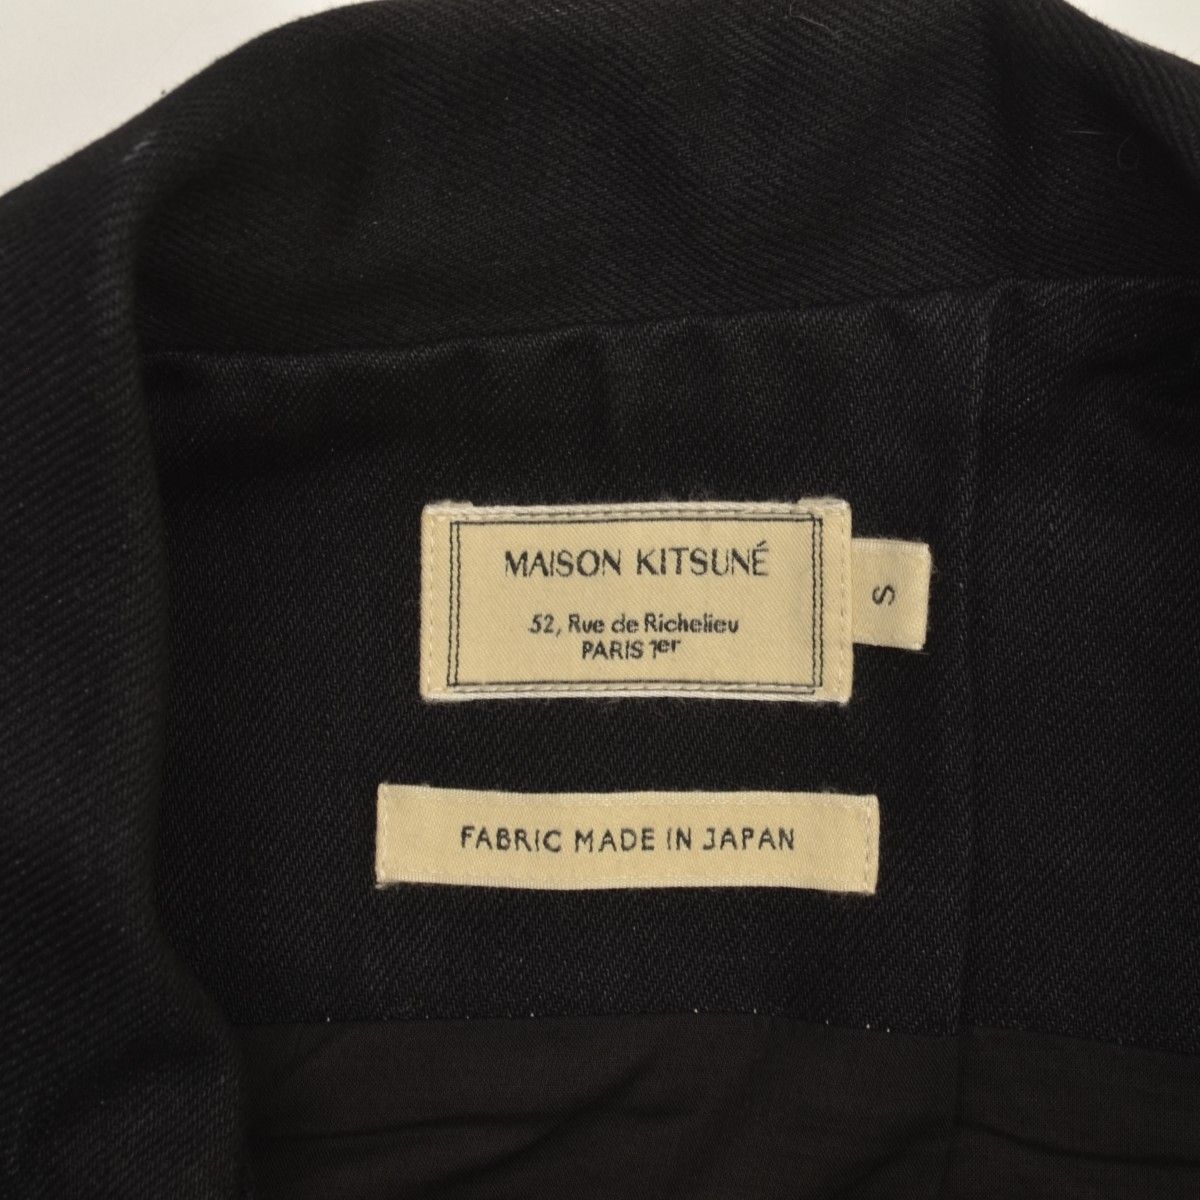 MAISON KITSUNÉ
52, Rue de Richelieu
PARIS 1er
S
FABRIC MADE IN JAPAN